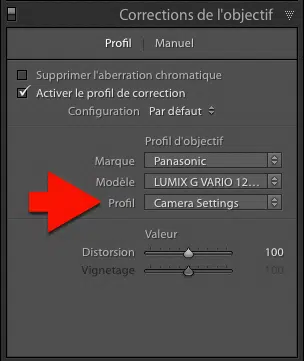 Corrections de l'objectif
Profil | Manuel
Supprimer l'aberration chromatique
Activer le profil de correction
Configuration Par défaut
Profil d'objectif
Marque Panasonic
Modèle LUMIX G VARIO 12...
Profil Camera Settings
Valeur
Distorsion 100
Vignetage 100